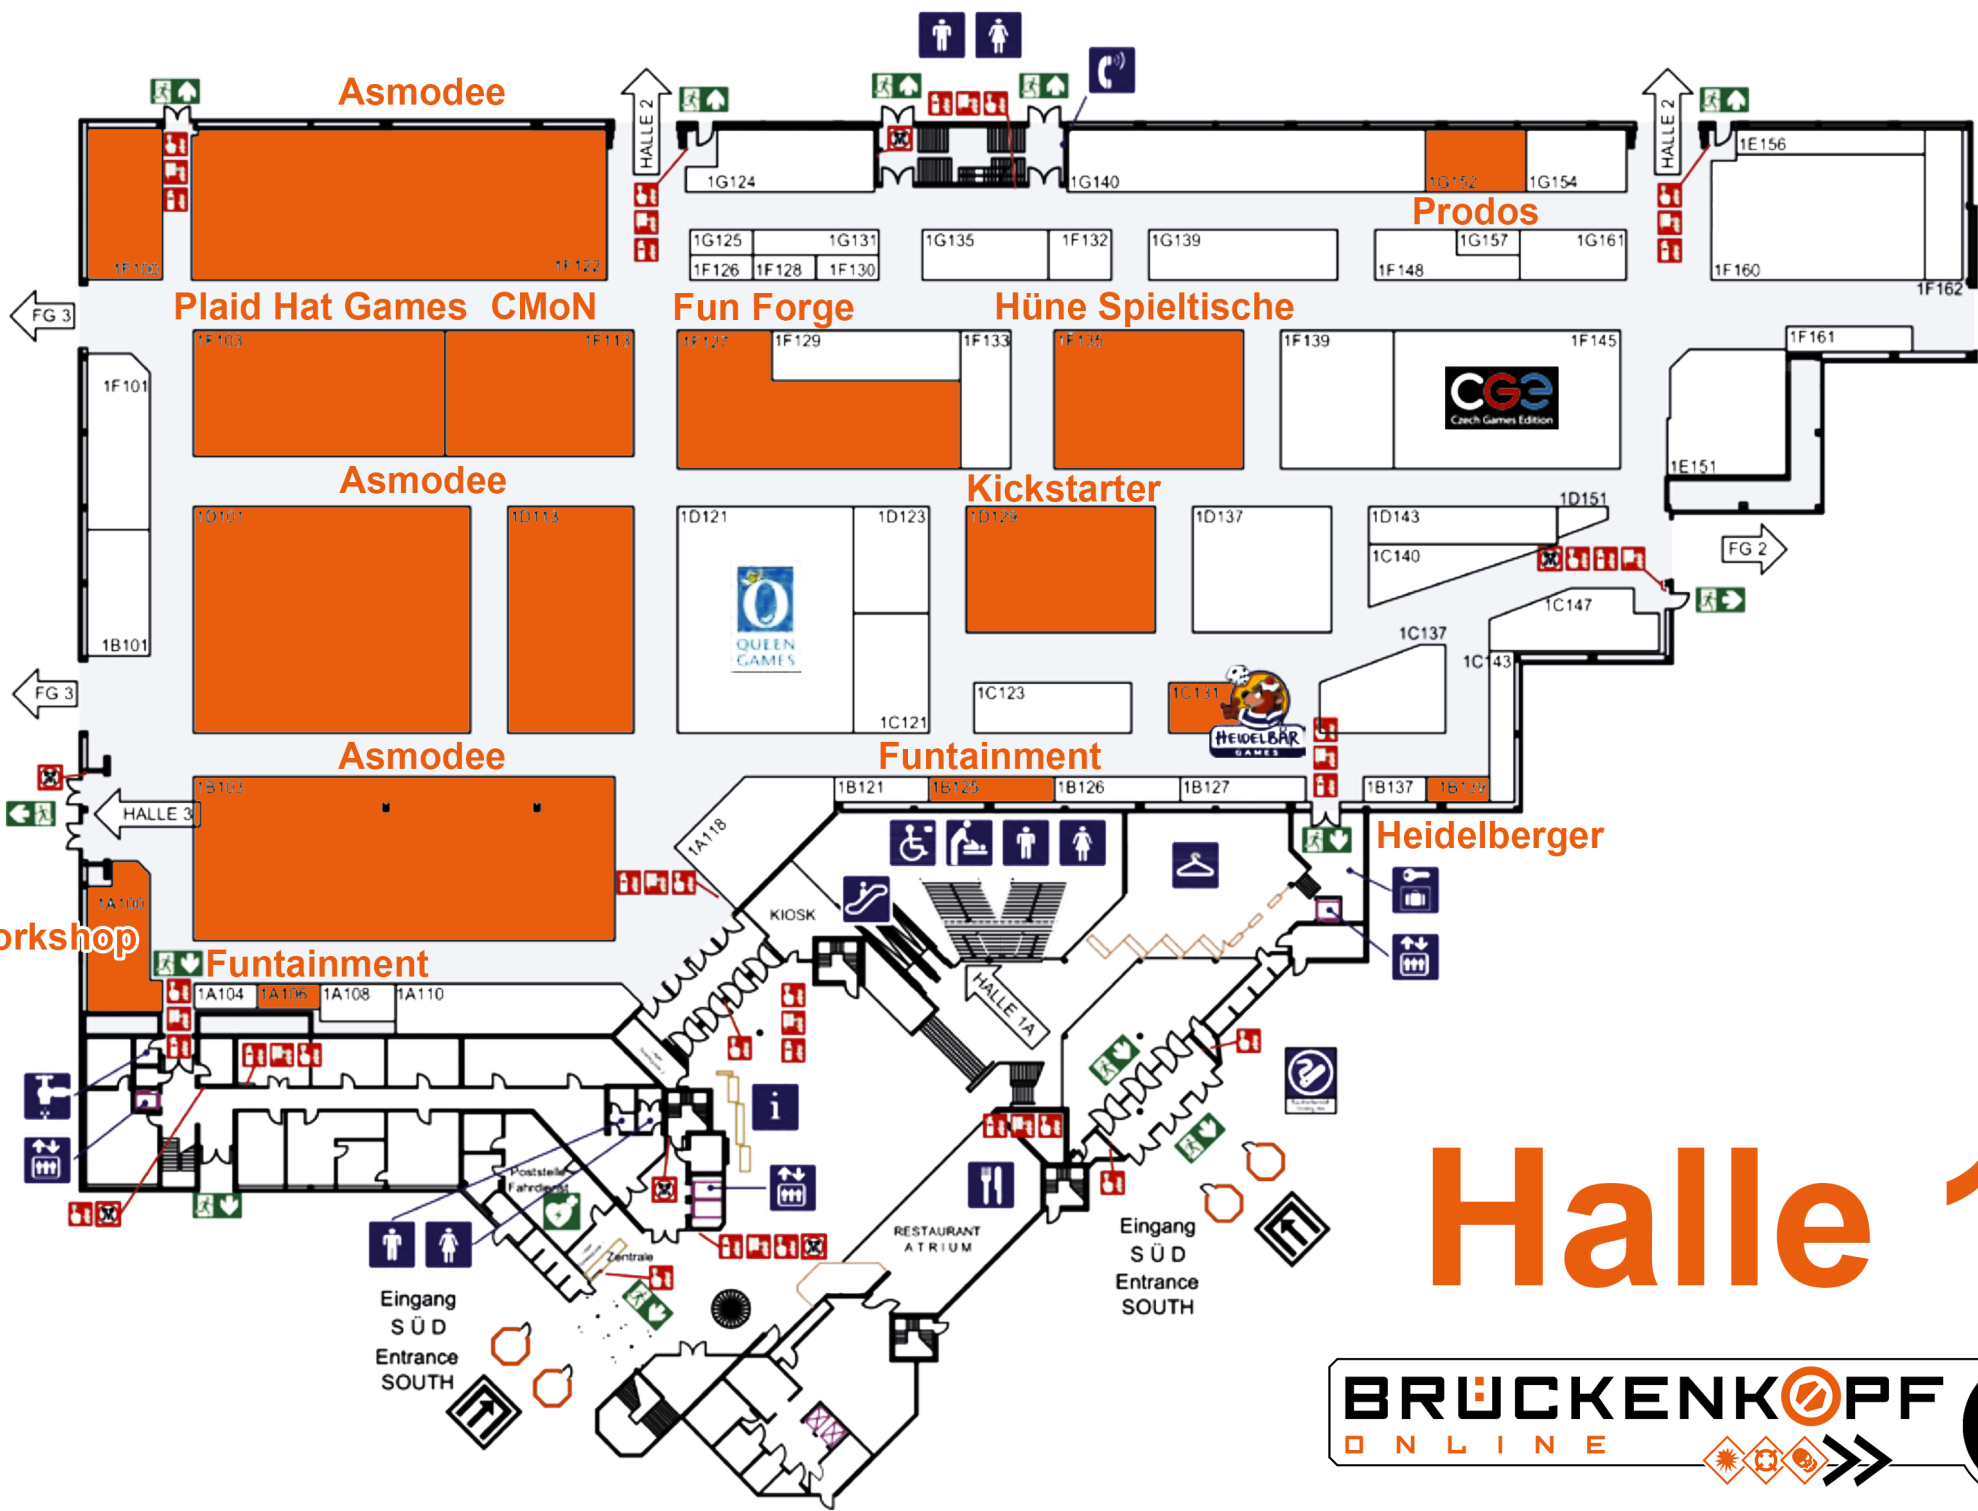 Asmodee
HALLE 2
HALLE 2
1E156
1G124
1G140
1G152
1G154
Prodos
1F100
1F122
1G125
1G131
1G135
1F132
1G139
1G157
1G161
1F126
1F128
1F130
1F148
1F160
1F162
FG 3
Plaid Hat Games
CMoN
Fun Forge
Hüne Spieltische
1F103
1F113
1F127
1F129
1F133
1F135
1F139
1F145
1F161
1F101
CGE
Czech Games Edition
1E151
Asmodee
Kickstarter
1D101
1D113
1D121
1D123
1D129
1D137
1D143
1D151
1C140
FG 2
QUEEN
GAMES
1C147
1B101
1C137
1C143
FG 3
1C121
1C123
1C131
HEIDELBÄR
GAMES
Asmodee
Funtainment
1B103
1B121
1B125
1B126
1B127
1B137
1B139
HALLE 3
1A118
Heidelberger
1A100
KIOSK
orkshop
Funtainment
1A104
1A106
1A108
1A110
HALLE 1A
i
Poststelle
Fahrdienst
Zentrale
RESTAURANT
ATRIUM
Eingang
SÜD
Entrance
SOUTH
Eingang
SÜD
Entrance
SOUTH
Halle 1
BRÜCKENKOPF
ONLINE